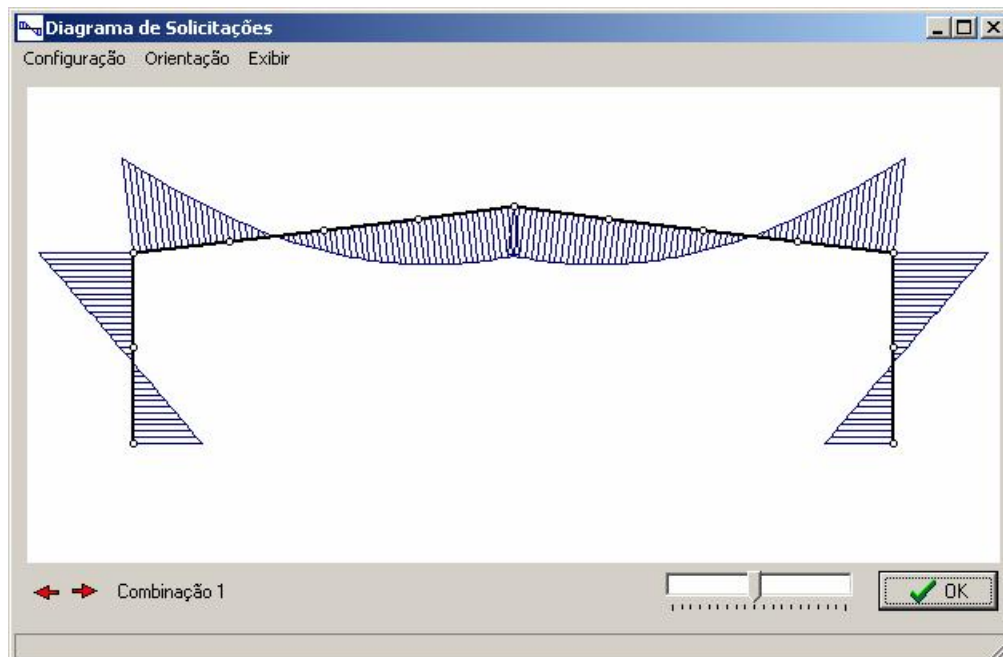 Diagrama de Solicitações
Configuração Orientação Exibir
Combinação 1
OK